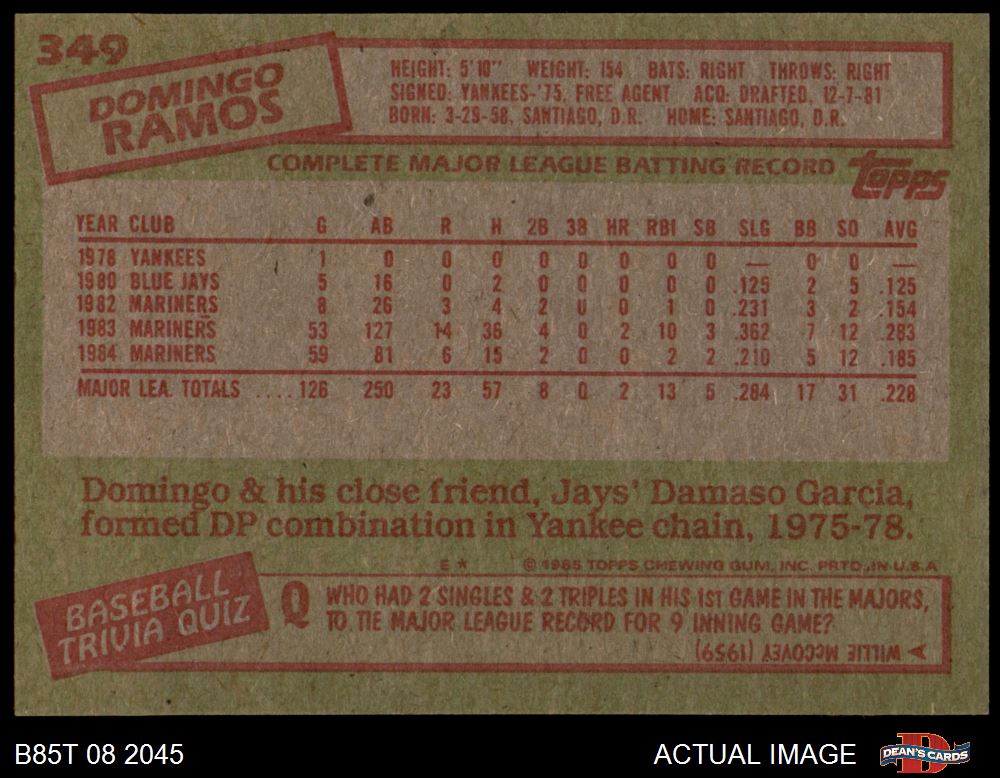 349
DOMINGO
RAMOS
HEIGHT: 5'10" WEIGHT: 154 BATS: RIGHT THROWS: RIGHT
SIGNED: YANKEES-'75, FREE AGENT ACQ: DRAFTED, 12-7-81
BORN: 3-29-58, SANTIAGO, D.R. HOME: SANTIAGO, D.R.
COMPLETE MAJOR LEAGUE BATTING RECORD
topps
YEAR CLUB G AB R H 2B 3B HR RBI SB SLG BB SO AVG
1978 YANKEES 1 0 0 0 0 0 0 0 0 — 0 0 —
1980 BLUE JAYS 5 16 0 2 0 0 0 0 0 .125 2 5 .125
1982 MARINERS 8 26 3 4 2 0 0 1 0 .231 3 2 .154
1983 MARINERS 53 127 14 36 4 0 2 10 3 .362 7 12 .283
1984 MARINERS 59 81 6 15 2 0 0 2 2 .210 5 12 .185
MAJOR LEA. TOTALS .... 126 250 23 57 8 0 2 13 5 .284 17 31 .228
Domingo & his close friend, Jays' Damaso Garcia,
formed DP combination in Yankee chain, 1975-78.
E * © 1985 TOPPS CHEWING GUM, INC. PRTD. IN U.S.A.
BASEBALL
TRIVIA QUIZ
Q WHO HAD 2 SINGLES & 2 TRIPLES IN HIS 1ST GAME IN THE MAJORS,
TO TIE MAJOR LEAGUE RECORD FOR 9 INNING GAME?
A WILLIE McCOVEY (1959)
B85T 08 2045
ACTUAL IMAGE
D
DEAN'S CARDS